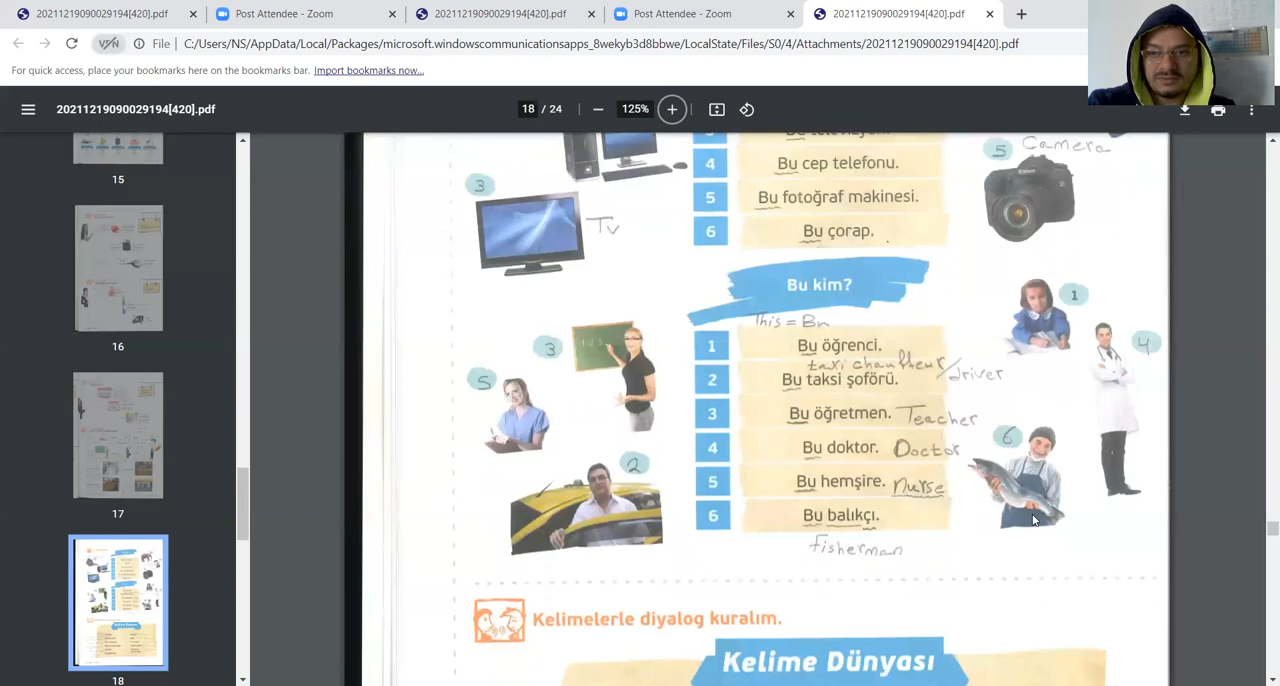 20211219090029194[420].pdf
Post Attendee - Zoom
20211219090029194[420].pdf
Post Attendee - Zoom
20211219090029194[420].pdf
VPN
File
C:/Users/NS/AppData/Local/Packages/microsoft.windowscommunicationsapps_8wekyb3d8bbwe/LocalState/Files/S0/4/Attachments/20211219090029194[420].pdf
For quick access, place your bookmarks here on the bookmarks bar. Import bookmarks now...
20211219090029194[420].pdf
18 / 24
125%
15
16
17
18
3
Tv
Bu televizyon.
4 Bu cep telefonu.
5 Bu fotoğraf makinesi.
6 Bu çorap.
5 Camera
Canon
Bu kim?
This = Bu
1 Bu öğrenci.
taxi chauffeur/driver
2 Bu taksi şoförü.
3 Bu öğretmen. Teacher
4 Bu doktor. Doctor
5 Bu hemşire. nurse
6 Bu balıkçı.
fisherman
3
5
2
1
4
6
Kelimelerle diyalog kuralım.
Kelime Dünyası